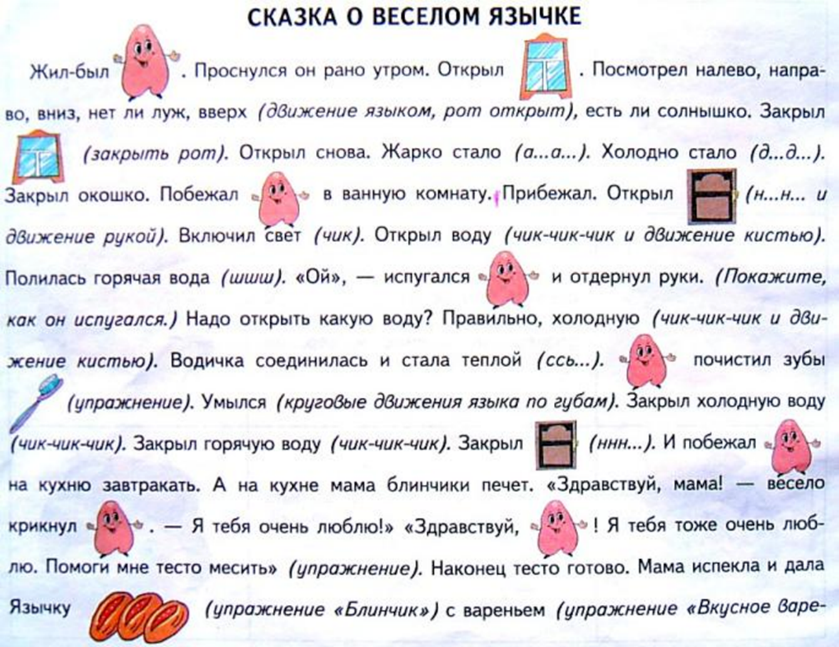 СКАЗКА О ВЕСЕЛОМ ЯЗЫЧКЕ
Жил-был . Проснулся он рано утром. Открыл . Посмотрел налево, напра-
во, вниз, нет ли луж, вверх (движение языком, рот открыт), есть ли солнышко. Закрыл
(закрыть рот). Открыл снова. Жарко стало (а...а...). Холодно стало (д...д...).
Закрыл окошко. Побежал в ванную комнату. Прибежал. Открыл (н...н... и
движение рукой). Включил свет (чик). Открыл воду (чик-чик-чик и движение кистью).
Полилась горячая вода (шшш). «Ой», — испугался и отдернул руки. (Покажите,
как он испугался.) Надо открыть какую воду? Правильно, холодную (чик-чик-чик и дви-
жение кистью). Водичка соединилась и стала теплой (ссь...). почистил зубы
(упражнение). Умылся (круговые движения языка по губам). Закрыл холодную воду
(чик-чик-чик). Закрыл горячую воду (чик-чик-чик). Закрыл (ннн...). И побежал
на кухню завтракать. А на кухне мама блинчики печет. «Здравствуй, мама! — весело
крикнул . — Я тебя очень люблю!» «Здравствуй, ! Я тебя тоже очень люб-
лю. Помоги мне тесто месить» (упражнение). Наконец тесто готово. Мама испекла и дала
Язычку (упражнение «Блинчик») с вареньем (упражнение «Вкусное варе-